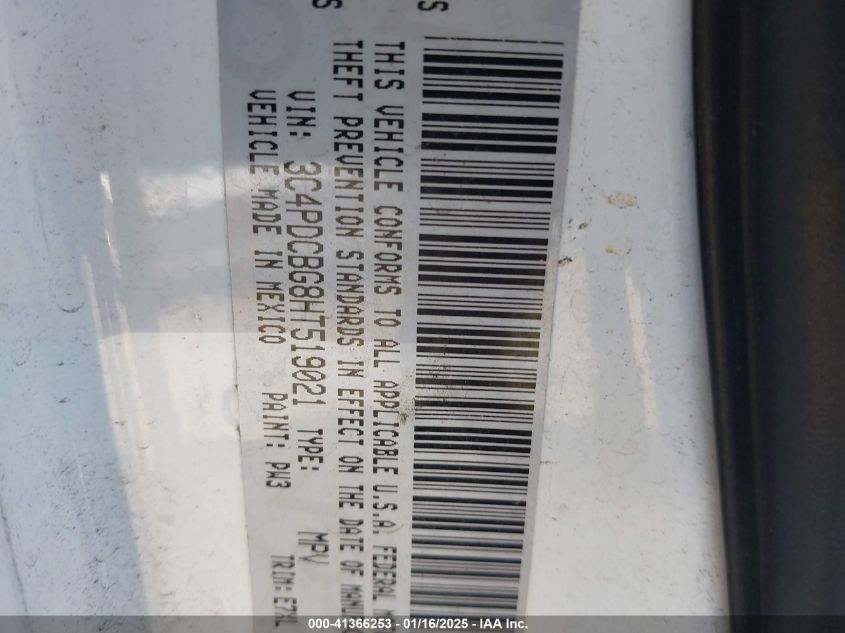 THIS VEHICLE CONFORMS TO ALL APPLICABLE U.S.A. FEDERAL
THEFT PREVENTION STANDARDS IN EFFECT ON THE DATE OF
VIN: 3C4PDCBG8HT519021 TYPE: MPV
VEHICLE MADE IN MEXICO PAINT: PW3 TRIM:
000-41366253 - 01/16/2025 - IAA Inc.